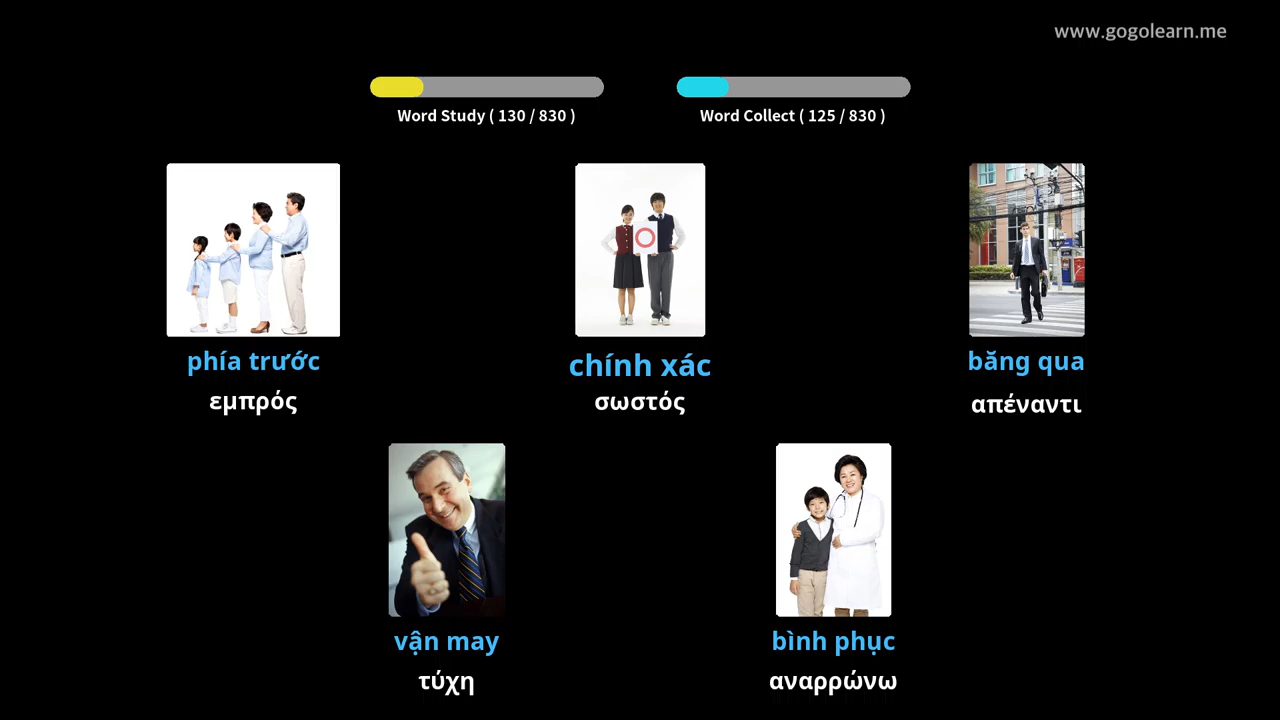 www.gogolearn.me
Word Study ( 130 / 830 )
Word Collect ( 125 / 830 )
phía trước
εμπρός
chính xác
σωστός
băng qua
απέναντι
vận may
τύχη
bình phục
αναρρώνω